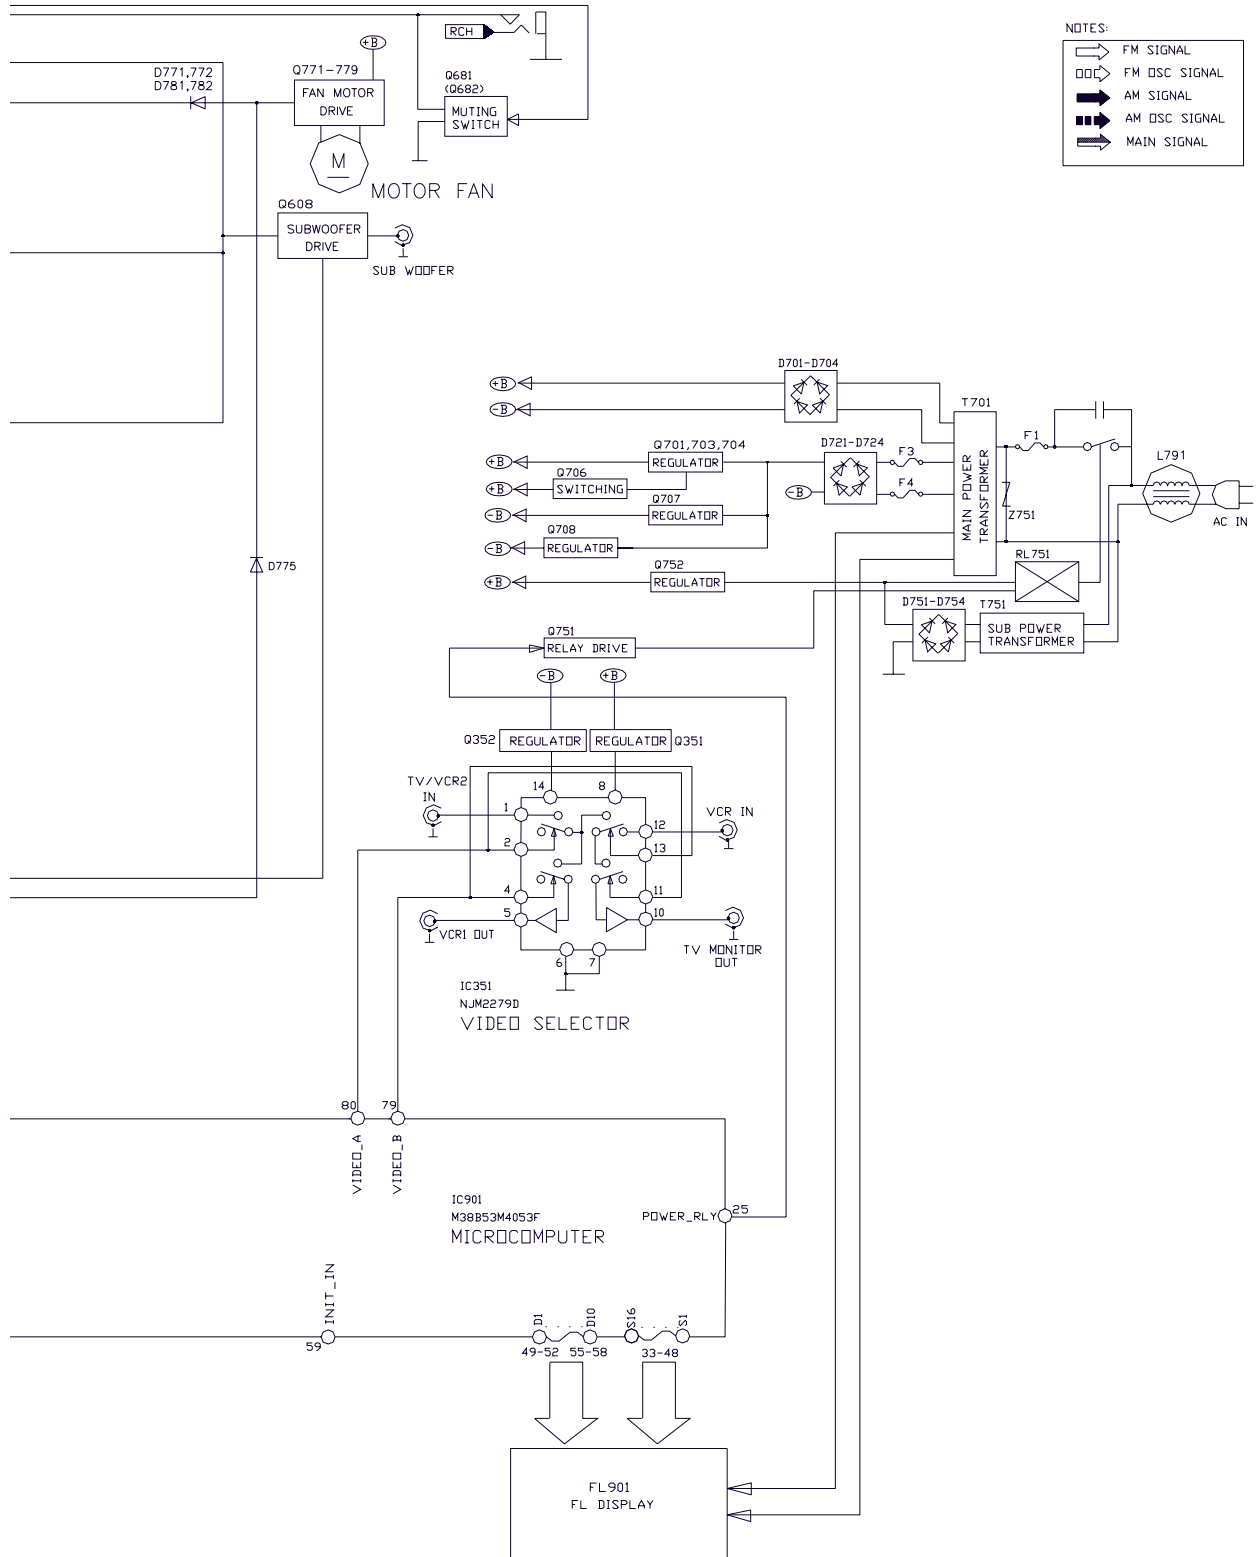 RCH
NOTES:
FM SIGNAL
FM OSC SIGNAL
AM SIGNAL
AM OSC SIGNAL
MAIN SIGNAL
+B
D771,772
D781,782
Q771-779
FAN MOTOR
DRIVE
M
MOTOR FAN
Q681
(Q682)
MUTING
SWITCH
Q608
SUBWOOFER
DRIVE
SUB WOOFER
D701-D704
+B
-B
T701
MAIN POWER
TRANSFORMER
F1
L791
AC IN
Z751
Q701,703,704
+B
REGULATOR
D721-D724
F3
F4
-B
Q706
+B
SWITCHING
Q707
-B
REGULATOR
Q708
-B
REGULATOR
Q752
+B
REGULATOR
RL751
D775
D751-D754
T751
SUB POWER
TRANSFORMER
Q751
RELAY DRIVE
-B
+B
Q352
REGULATOR
REGULATOR
Q351
TV/VCR2
IN
14
8
1
2
4
5
6
7
12
13
11
10
VCR IN
VCR1 OUT
TV MONITOR
OUT
IC351
NJM2279D
VIDEO SELECTOR
80
79
VIDEO_A
VIDEO_B
IC901
M38B53M4053F
MICROCOMPUTER
POWER_RLY
25
INIT_IN
59
D1
. . . .
D10
S16
. . . .
S1
49-52
55-58
33-48
FL901
FL DISPLAY